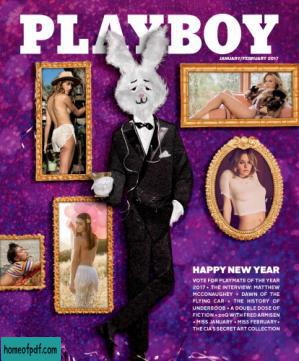 PLAYBOY
JANUARY/FEBRUARY 2017
HAPPY NEW YEAR
VOTE FOR PLAYMATE OF THE YEAR
2017 • THE INTERVIEW: MATTHEW
MCCONAUGHEY • DAWN OF THE
FLYING CAR • THE HISTORY OF
UNDERBOOB • A DOUBLE DOSE OF
FICTION • 20Q WITH FRED ARMISEN
• MISS JANUARY • MISS FEBRUARY •
THE CIA'S SECRET ART COLLECTION
homeofpdf.com